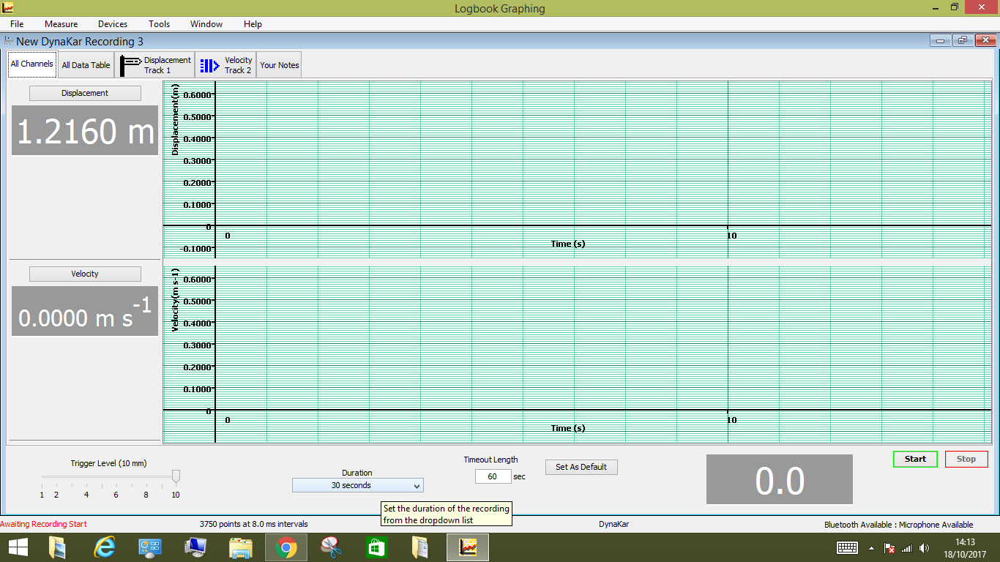 Logbook Graphing
File Measure Devices Tools Window Help
New DynaKar Recording 3
All Channels
All Data Table
Displacement
Track 1
Velocity
Track 2
Your Notes
Displacement
1.2160 m
Displacement(m)
0.6000
0.5000
0.4000
0.3000
0.2000
0.1000
0
-0.1000
0 10
Time (s)
Velocity
0.0000 m s-1
Velocity(m s-1)
0.6000
0.5000
0.4000
0.3000
0.2000
0.1000
0
0 10
Time (s)
Trigger Level (10 mm)
1 2 4 6 8 10
Duration
30 seconds
Timeout Length
60 sec
Set As Default
0.0
Start
Stop
Set the duration of the recording
from the dropdown list
Awaiting Recording Start
3750 points at 8.0 ms intervals
DynaKar
Bluetooth Available : Microphone Available
14:13
18/10/2017